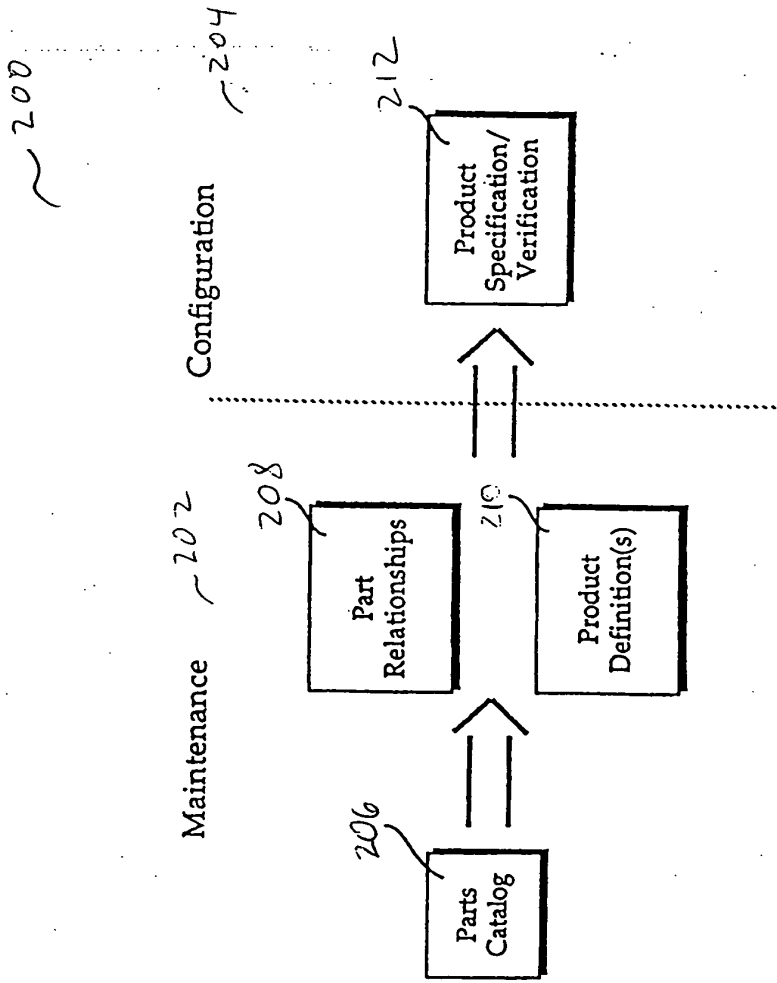 200
Maintenance
202
Configuration
204
206
Parts
Catalog
208
Part
Relationships
210
Product
Definition(s)
212
Product
Specification/
Verification